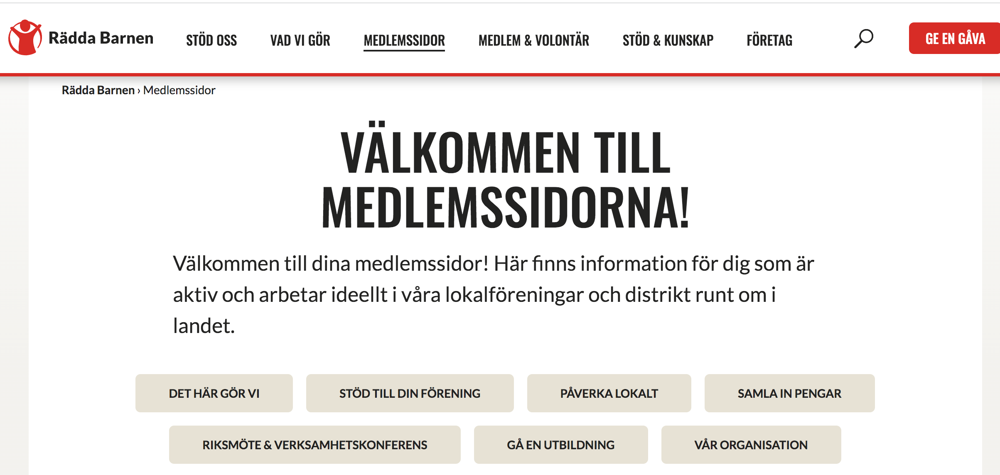 Rädda Barnen
STÖD OSS
VAD VI GÖR
MEDLEMSSIDOR
MEDLEM & VOLONTÄR
STÖD & KUNSKAP
FÖRETAG
GE EN GÅVA
Rädda Barnen › Medlemssidor
VÄLKOMMEN TILL
MEDLEMSSIDORNA!
Välkommen till dina medlemssidor! Här finns information för dig som är
aktiv och arbetar ideellt i våra lokalföreningar och distrikt runt om i
landet.
DET HÄR GÖR VI
STÖD TILL DIN FÖRENING
PÅVERKA LOKALT
SAMLA IN PENGAR
RIKSMÖTE & VERKSAMHETSKONFERENS
GÅ EN UTBILDNING
VÅR ORGANISATION